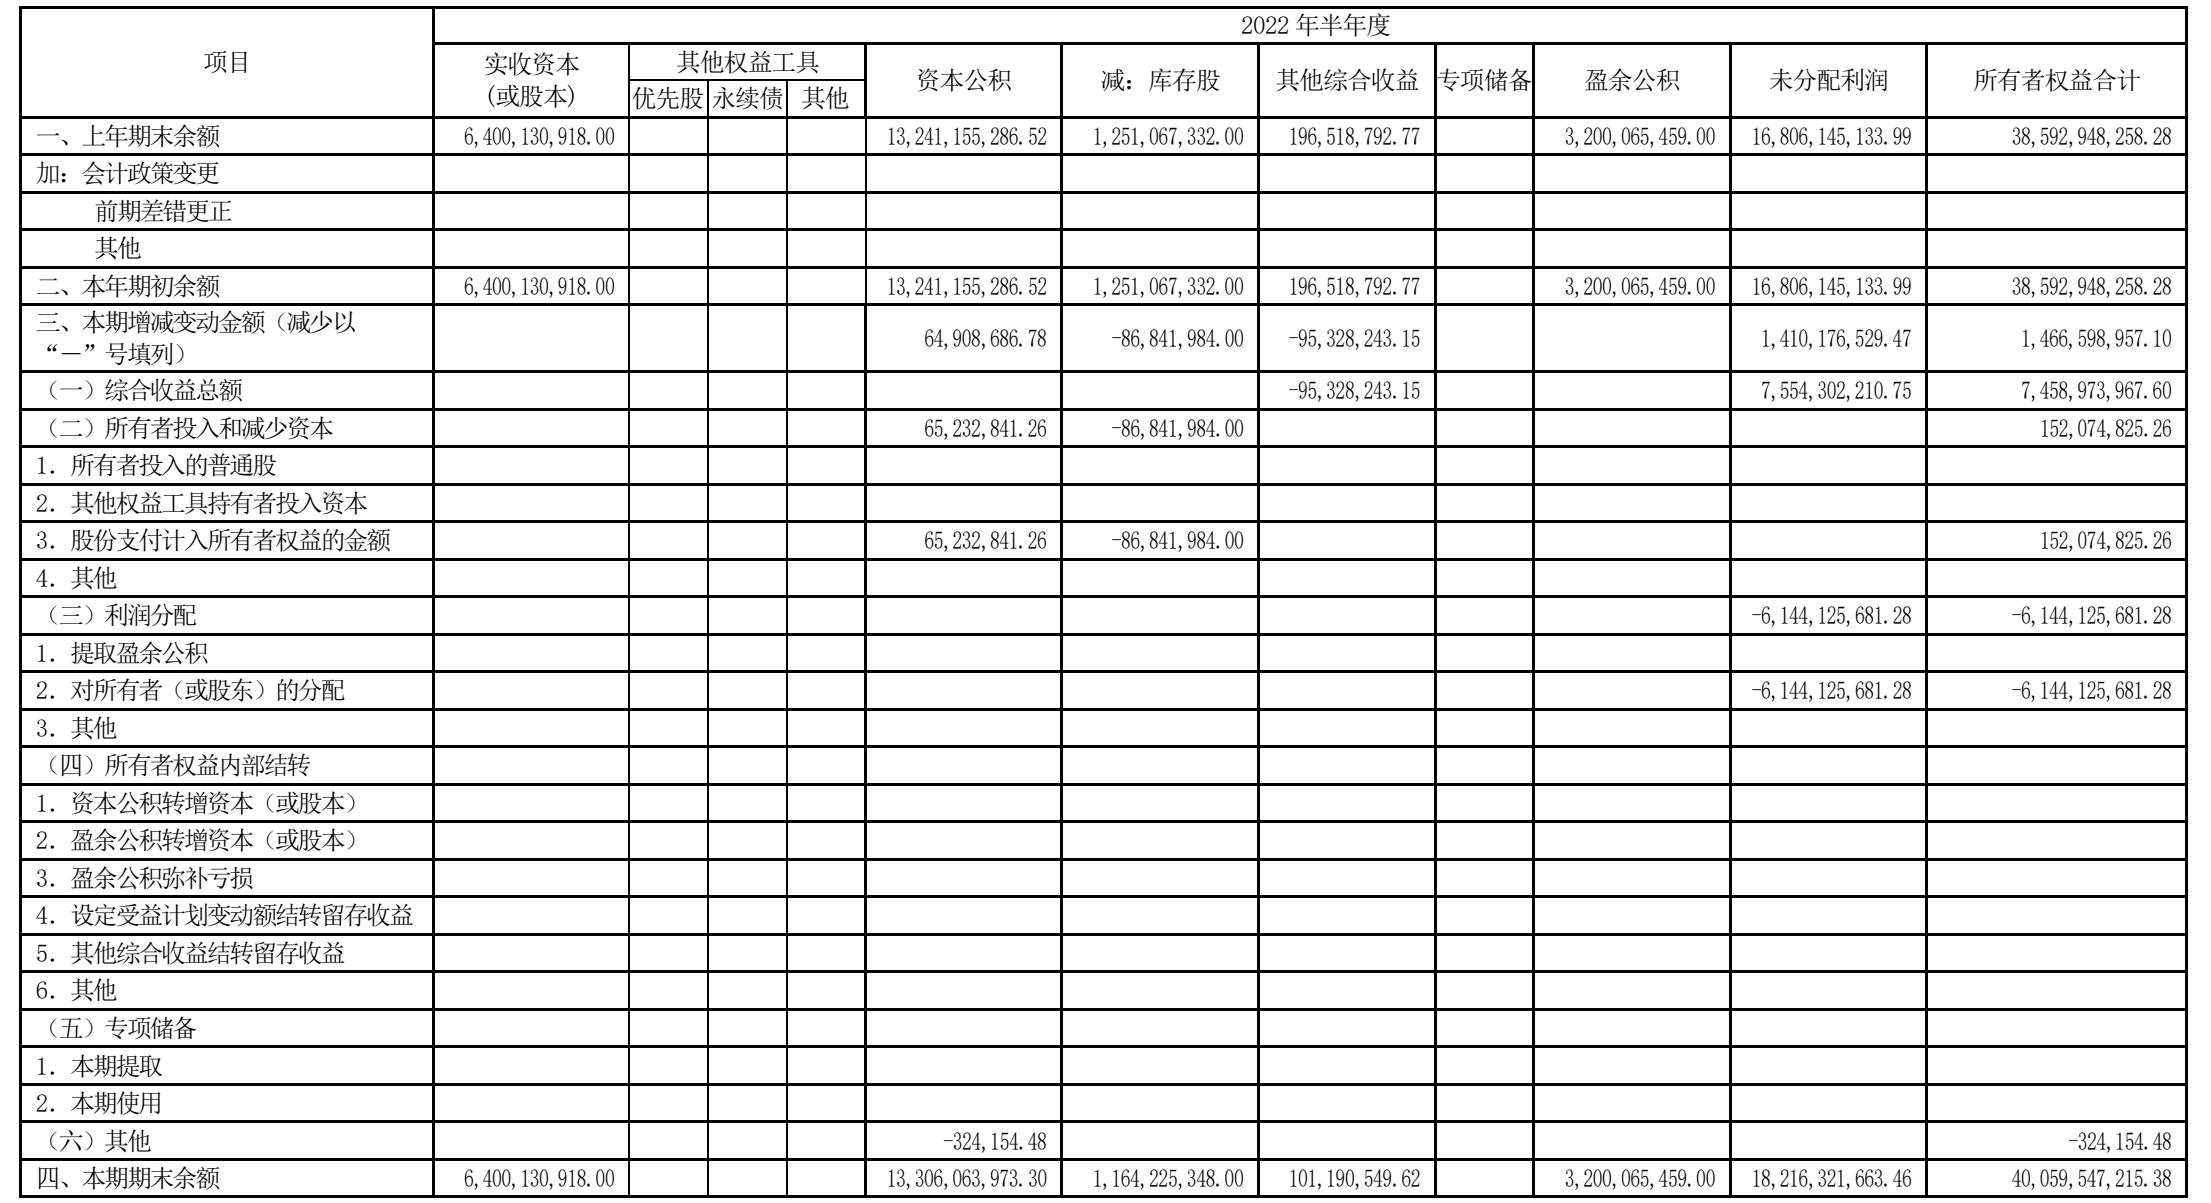 项目
2022 年半年度
实收资本
(或股本)
其他权益工具
优先股 永续债 其他
资本公积
减：库存股
其他综合收益
专项储备
盈余公积
未分配利润
所有者权益合计
一、上年期末余额 6,400,130,918.00 13,241,155,286.52 1,251,067,332.00 196,518,792.77 3,200,065,459.00 16,806,145,133.99 38,592,948,258.28
加：会计政策变更
前期差错更正
其他
二、本年期初余额 6,400,130,918.00 13,241,155,286.52 1,251,067,332.00 196,518,792.77 3,200,065,459.00 16,806,145,133.99 38,592,948,258.28
三、本期增减变动金额（减少以
“－”号填列） 64,908,686.78 -86,841,984.00 -95,328,243.15 1,410,176,529.47 1,466,598,957.10
（一）综合收益总额 -95,328,243.15 7,554,302,210.75 7,458,973,967.60
（二）所有者投入和减少资本 65,232,841.26 -86,841,984.00 152,074,825.26
1. 所有者投入的普通股
2. 其他权益工具持有者投入资本
3. 股份支付计入所有者权益的金额 65,232,841.26 -86,841,984.00 152,074,825.26
4. 其他
（三）利润分配 -6,144,125,681.28 -6,144,125,681.28
1. 提取盈余公积
2. 对所有者（或股东）的分配 -6,144,125,681.28 -6,144,125,681.28
3. 其他
（四）所有者权益内部结转
1. 资本公积转增资本（或股本）
2. 盈余公积转增资本（或股本）
3. 盈余公积弥补亏损
4. 设定受益计划变动额结转留存收益
5. 其他综合收益结转留存收益
6. 其他
（五）专项储备
1. 本期提取
2. 本期使用
（六）其他 -324,154.48 -324,154.48
四、本期期末余额 6,400,130,918.00 13,306,063,973.30 1,164,225,348.00 101,190,549.62 3,200,065,459.00 18,216,321,663.46 40,059,547,215.38